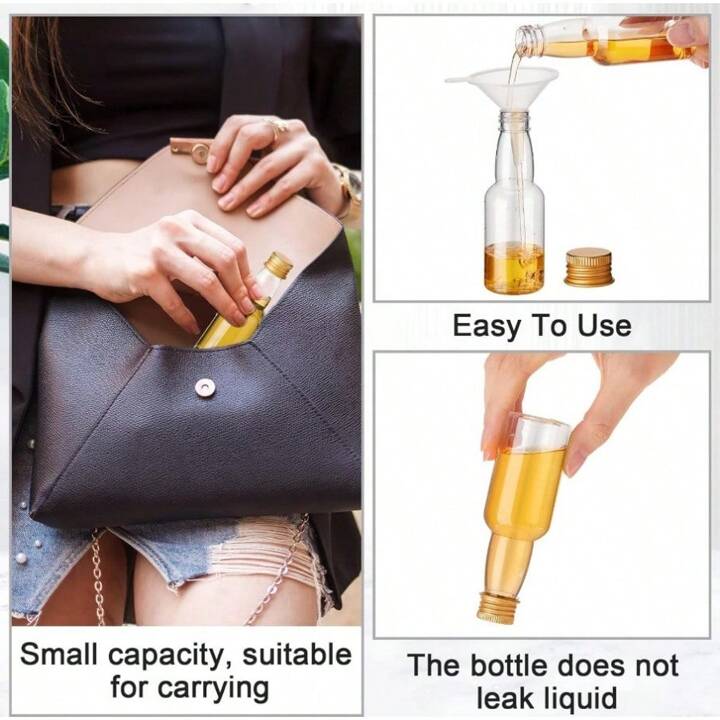 Small capacity, suitable
for carrying
Easy To Use
The bottle does not
leak liquid